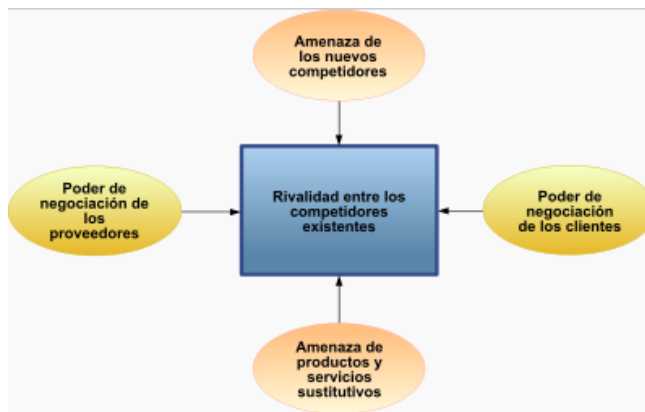 Amenaza de
los nuevos
competidores
Poder de
negociación de
los
proveedores
Rivalidad entre los
competidores
existentes
Poder de
negociación
de los clientes
Amenaza de
productos y
servicios
sustitutivos